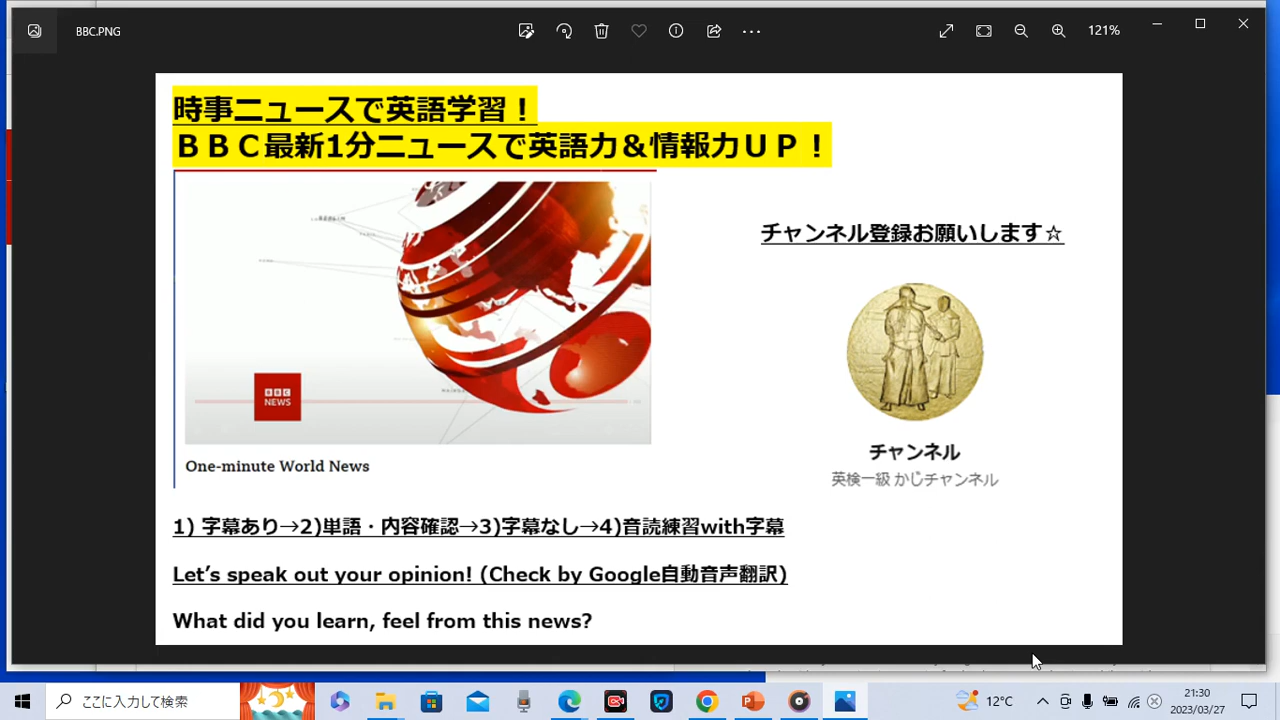 BBC.PNG
121%
時事ニュースで英語学習！
ＢＢＣ最新1分ニュースで英語力＆情報力ＵＰ！
チャンネル登録お願いします☆
BBC
NEWS
One-minute World News
チャンネル
英検一級 かじチャンネル
1) 字幕あり→2)単語・内容確認→3)字幕なし→4)音読練習with字幕
Let’s speak out your opinion! (Check by Google自動音声翻訳)
What did you learn, feel from this news?
ここに入力して検索
12°C
21:30
2023/03/27